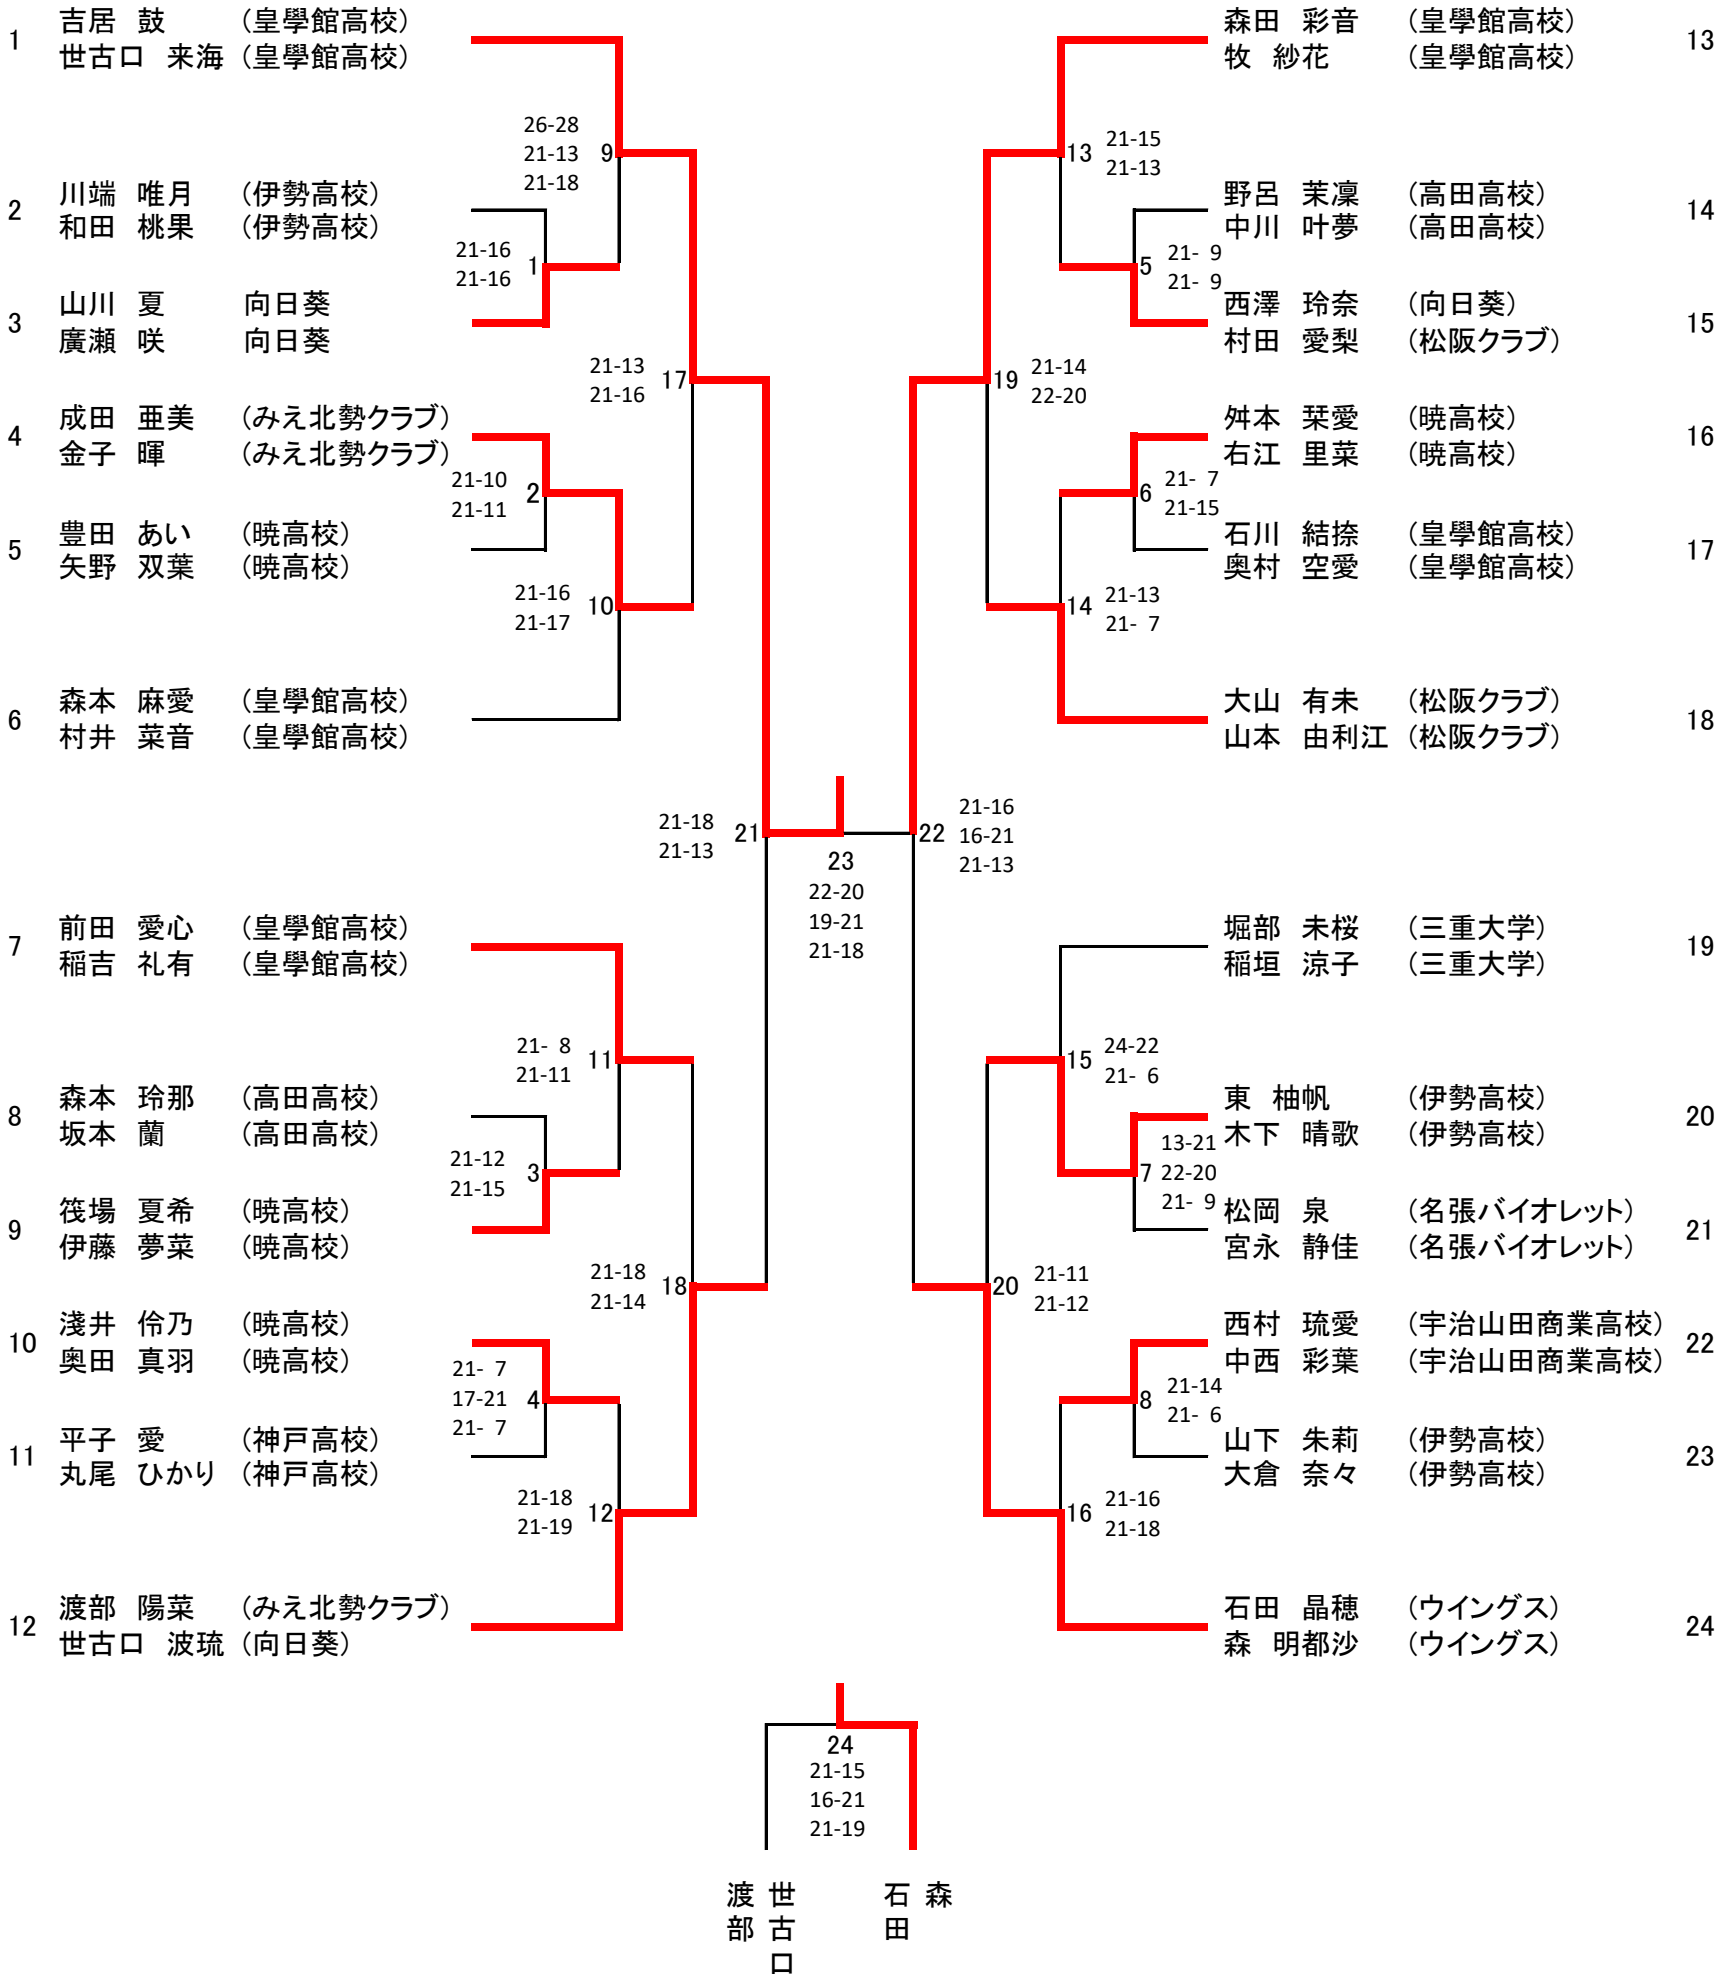 1 吉居 鼓 (皇學館高校)
世古口 来海 (皇學館高校)
26-28
21-13 9
21-18
2 川端 唯月 (伊勢高校)
和田 桃果 (伊勢高校)
21-16
21-16 1
3 山川 夏 向日葵
廣瀬 咲 向日葵
21-13
21-16 17
4 成田 亜美 (みえ北勢クラブ)
金子 暉 (みえ北勢クラブ)
21-10
21-11 2
5 豊田 あい (暁高校)
矢野 双葉 (暁高校)
21-16
21-17 10
6 森本 麻愛 (皇學館高校)
村井 菜音 (皇學館高校)
21-18
21-13 21
7 前田 愛心 (皇學館高校)
稲吉 礼有 (皇學館高校)
21- 8
21-11 11
8 森本 玲那 (高田高校)
坂本 蘭 (高田高校)
21-12
21-15 3
9 筏場 夏希 (暁高校)
伊藤 夢菜 (暁高校)
21-18
21-14 18
10 淺井 伶乃 (暁高校)
奥田 真羽 (暁高校)
21- 7
17-21 4
21- 7
11 平子 愛 (神戸高校)
丸尾 ひかり (神戸高校)
21-18
21-19 12
12 渡部 陽菜 (みえ北勢クラブ)
世古口 波琉 (向日葵)
23
22-20
19-21
21-18
森田 彩音 (皇學館高校) 13
牧 紗花 (皇學館高校)
13 21-15
21-13
野呂 茉凜 (高田高校) 14
中川 叶夢 (高田高校)
5 21- 9
21- 9
西澤 玲奈 (向日葵) 15
村田 愛梨 (松阪クラブ)
19 21-14
22-20
舛本 栞愛 (暁高校) 16
右江 里菜 (暁高校)
6 21- 7
21-15
石川 結捺 (皇學館高校) 17
奥村 空愛 (皇學館高校)
14 21-13
21- 7
大山 有未 (松阪クラブ) 18
山本 由利江 (松阪クラブ)
21-16
22 16-21
21-13
堀部 未桜 (三重大学) 19
稲垣 涼子 (三重大学)
15 24-22
21- 6
東 柚帆 (伊勢高校) 20
木下 晴歌 (伊勢高校)
13-21
7 22-20
21- 9
松岡 泉 (名張バイオレット) 21
宮永 静佳 (名張バイオレット)
20 21-11
21-12
西村 琉愛 (宇治山田商業高校) 22
中西 彩葉 (宇治山田商業高校)
8 21-14
21- 6
山下 朱莉 (伊勢高校) 23
大倉 奈々 (伊勢高校)
16 21-16
21-18
石田 晶穂 (ウイングス) 24
森 明都沙 (ウイングス)
24
21-15
16-21
21-19
渡部
世古口
石田
森